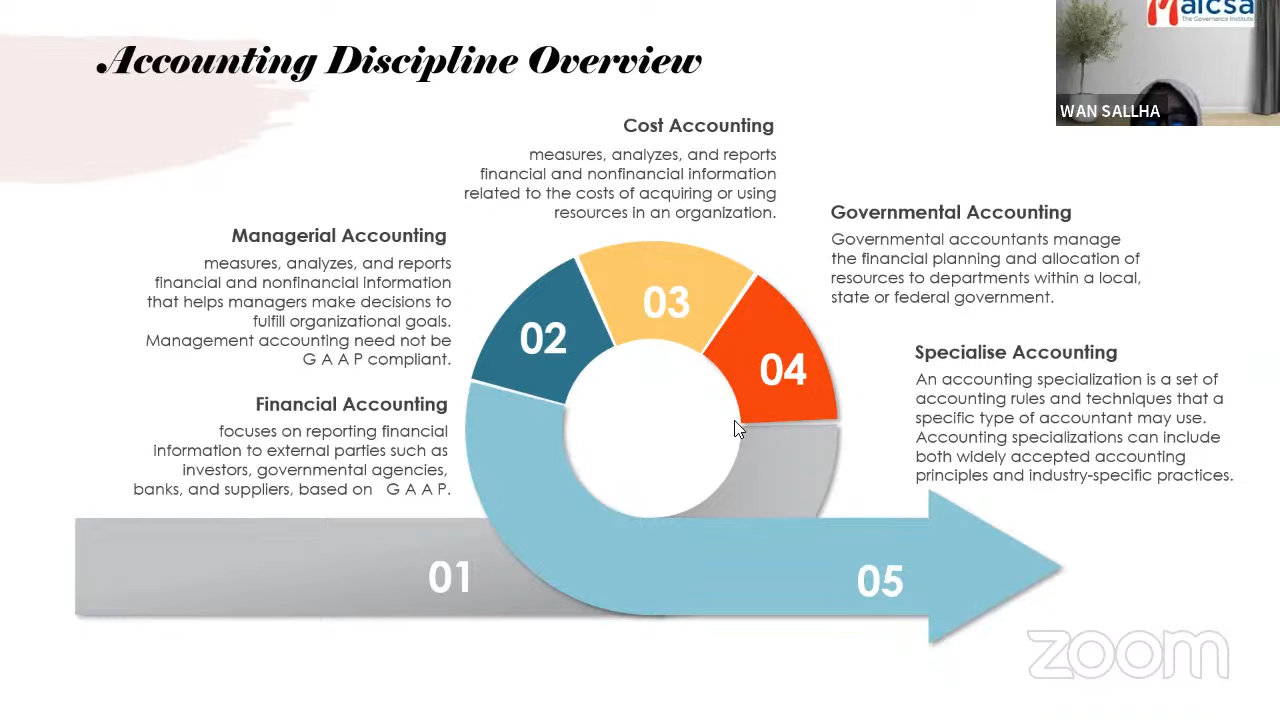 Accounting Discipline Overview
maicsa
The Governance Institute
WAN SALLHA
Cost Accounting
measures, analyzes, and reports
financial and nonfinancial information
related to the costs of acquiring or using
resources in an organization.
Governmental Accounting
Governmental accountants manage
the financial planning and allocation of
resources to departments within a local,
state or federal government.
Managerial Accounting
measures, analyzes, and reports
financial and nonfinancial information
that helps managers make decisions to
fulfill organizational goals.
Management accounting need not be
G A A P compliant.
Specialise Accounting
An accounting specialization is a set of
accounting rules and techniques that a
specific type of accountant may use.
Accounting specializations can include
both widely accepted accounting
principles and industry-specific practices.
Financial Accounting
focuses on reporting financial
information to external parties such as
investors, governmental agencies,
banks, and suppliers, based on G A A P.
01
02
03
04
05
zoom